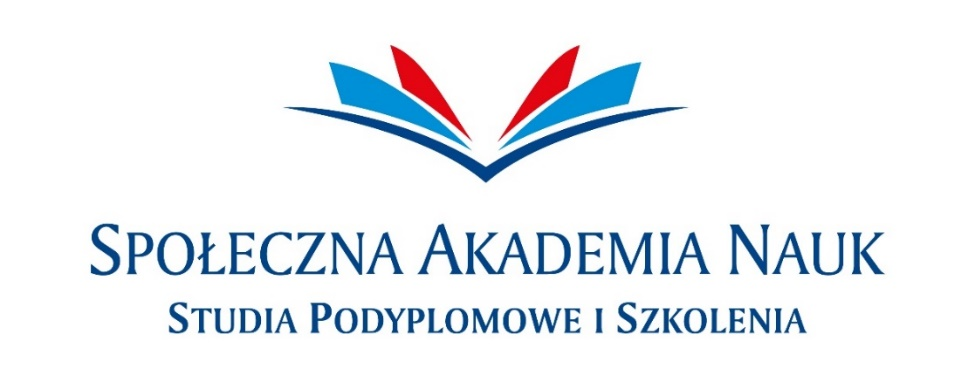 SPOŁECZNA AKADEMIA NAUK
STUDIA PODYPLOMOWE I SZKOLENIA